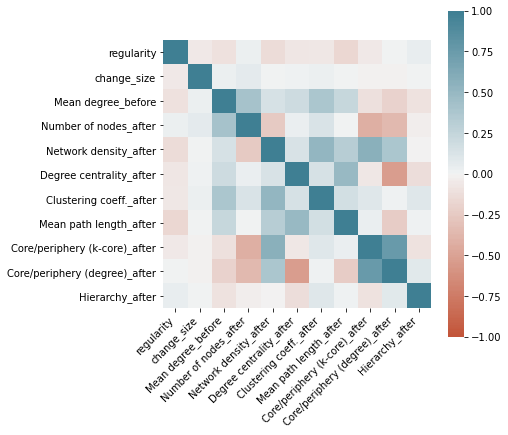 regularity
change_size
Mean degree_before
Number of nodes_after
Network density_after
Degree centrality_after
Clustering coeff._after
Mean path length_after
Core/periphery (k-core)_after
Core/periphery (degree)_after
Hierarchy_after
regularity
change_size
Mean degree_before
Number of nodes_after
Network density_after
Degree centrality_after
Clustering coeff._after
Mean path length_after
Core/periphery (k-core)_after
Core/periphery (degree)_after
Hierarchy_after
1.00
0.75
0.50
0.25
0.00
−0.25
−0.50
−0.75
−1.00